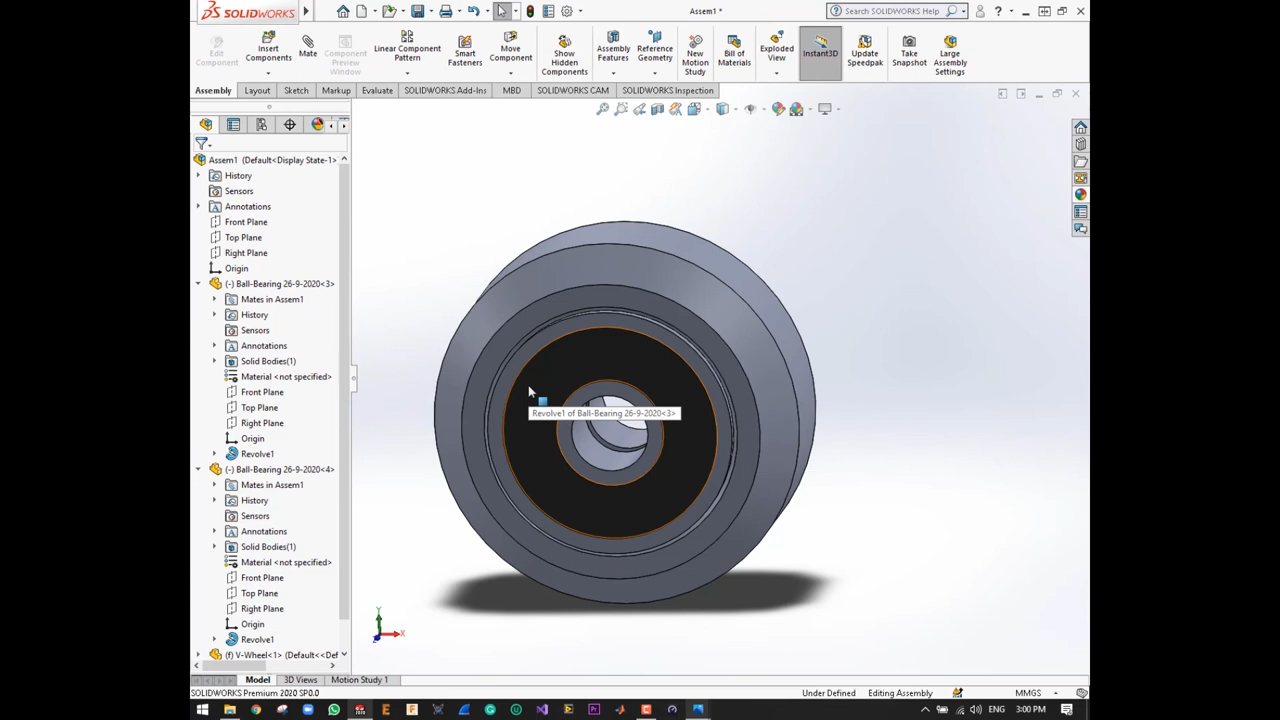 SOLIDWORKS
Assem1 *
Search SOLIDWORKS Help
Edit Component
Insert Components
Mate
Component Preview Window
Linear Component Pattern
Smart Fasteners
Move Component
Show Hidden Components
Assembly Features
Reference Geometry
New Motion Study
Bill of Materials
Exploded View
Instant3D
Update Speedpak
Take Snapshot
Large Assembly Settings
Assembly
Layout
Sketch
Markup
Evaluate
SOLIDWORKS Add-Ins
MBD
SOLIDWORKS CAM
SOLIDWORKS Inspection
Assem1 (Default<Display State-1>
History
Sensors
Annotations
Front Plane
Top Plane
Right Plane
Origin
(-) Ball-Bearing 26-9-2020<3>
Mates in Assem1
History
Sensors
Annotations
Solid Bodies(1)
Material <not specified>
Front Plane
Top Plane
Right Plane
Origin
Revolve1
(-) Ball-Bearing 26-9-2020<4>
Mates in Assem1
History
Sensors
Annotations
Solid Bodies(1)
Material <not specified>
Front Plane
Top Plane
Right Plane
Origin
Revolve1
(f) V-Wheel<1> (Default<<Def
Revolve1 of Ball-Bearing 26-9-2020<3>
Y
X
Z
Model
3D Views
Motion Study 1
SOLIDWORKS Premium 2020 SP0.0
Under Defined
Editing Assembly
MMGS
ENG
3:00 PM